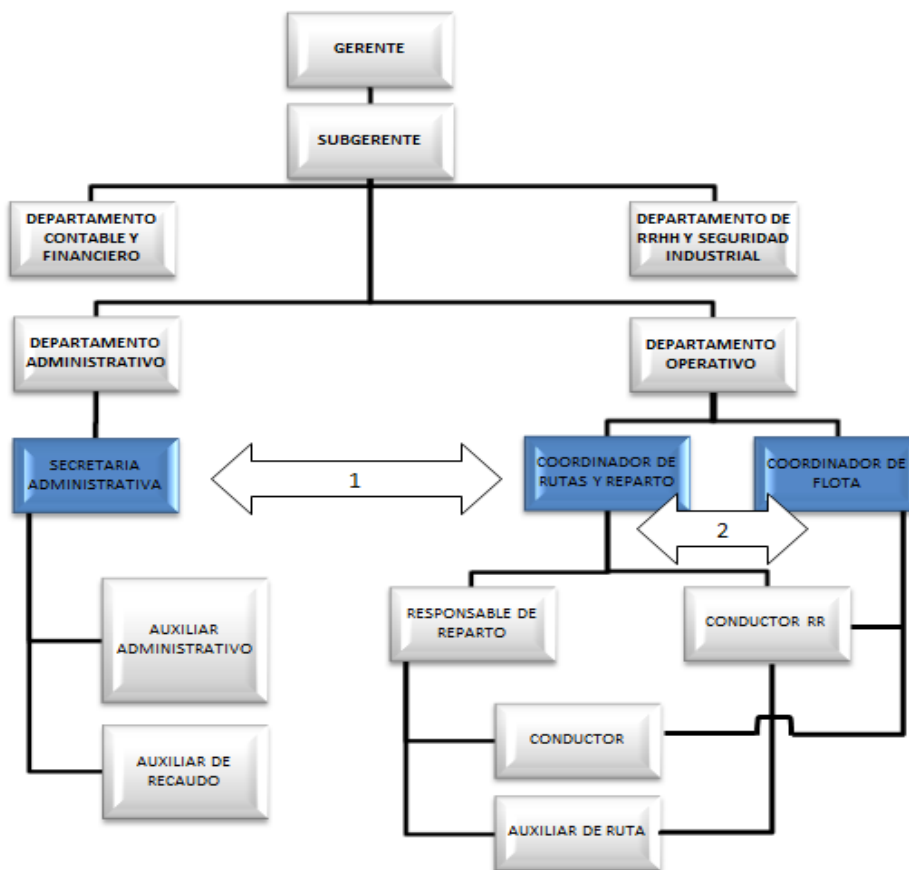 GERENTE
SUBGERENTE
DEPARTAMENTO
CONTABLE Y
FINANCIERO
DEPARTAMENTO DE
RRHH Y SEGURIDAD
INDUSTRIAL
DEPARTAMENTO
ADMINISTRATIVO
DEPARTAMENTO
OPERATIVO
SECRETARIA
ADMINISTRATIVA
1
COORDINADOR DE
RUTAS Y REPARTO
COORDINADOR DE
FLOTA
2
AUXILIAR
ADMINISTRATIVO
RESPONSABLE DE
REPARTO
CONDUCTOR RR
AUXILIAR DE
RECAUDO
CONDUCTOR
AUXILIAR DE RUTA